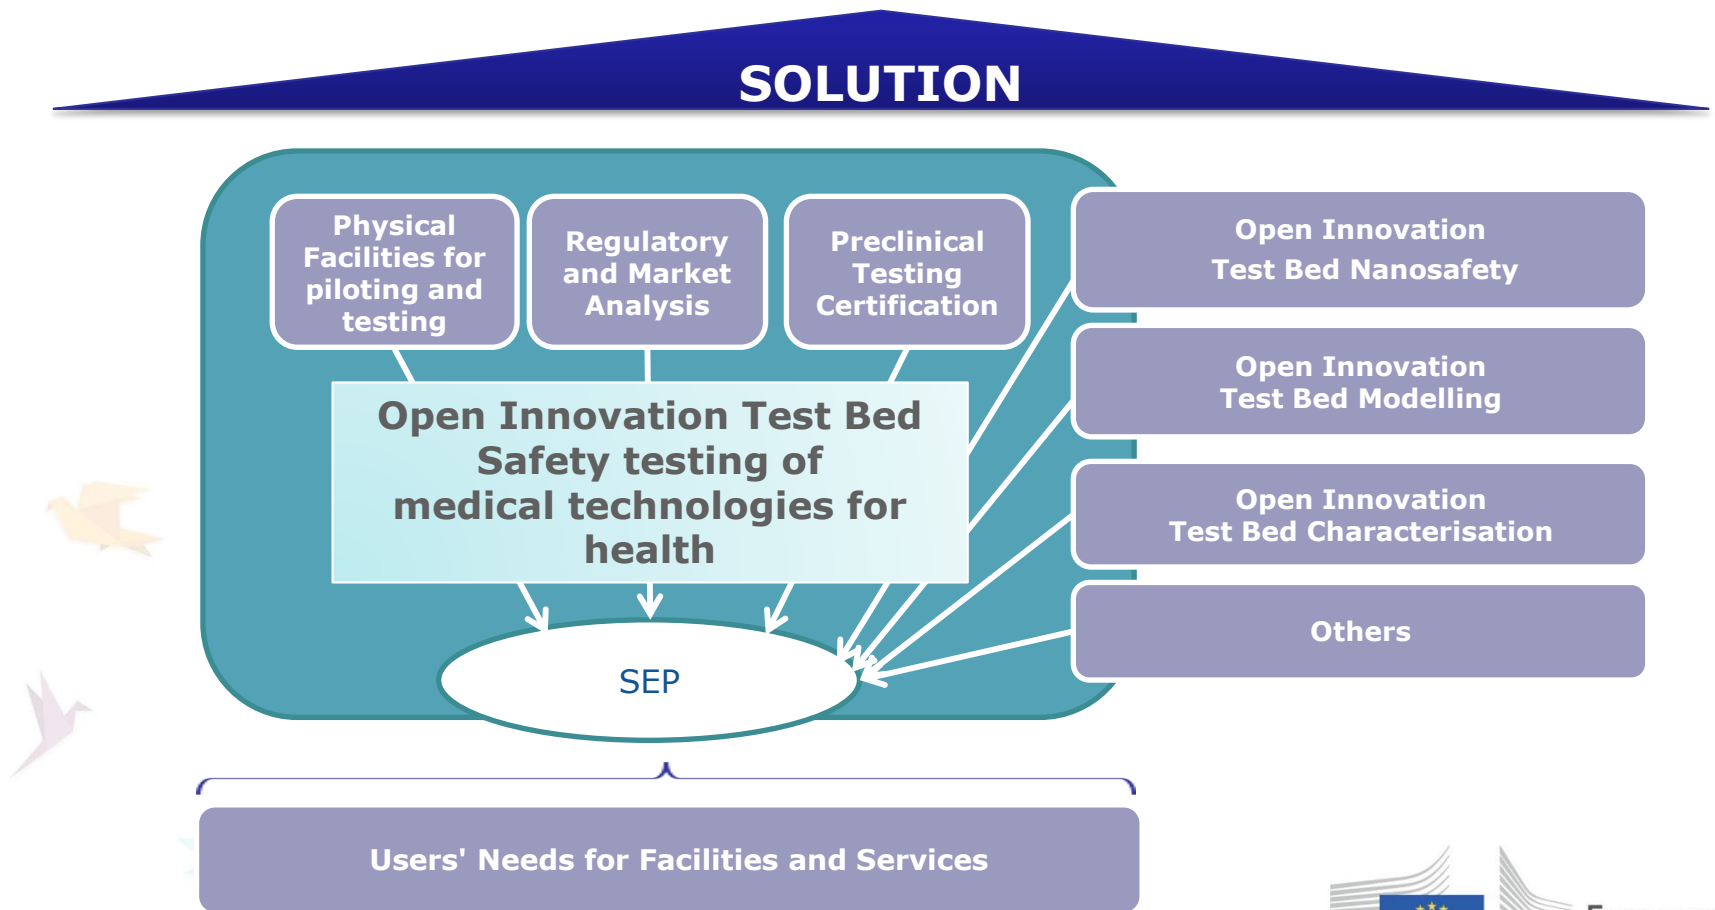 SOLUTION
Physical
Facilities for
piloting and
testing
Regulatory
and Market
Analysis
Preclinical
Testing
Certification
Open Innovation
Test Bed Nanosafety
Open Innovation
Test Bed Modelling
Open Innovation
Test Bed Characterisation
Others
Open Innovation Test Bed
Safety testing of
medical technologies for
health
SEP
Users' Needs for Facilities and Services